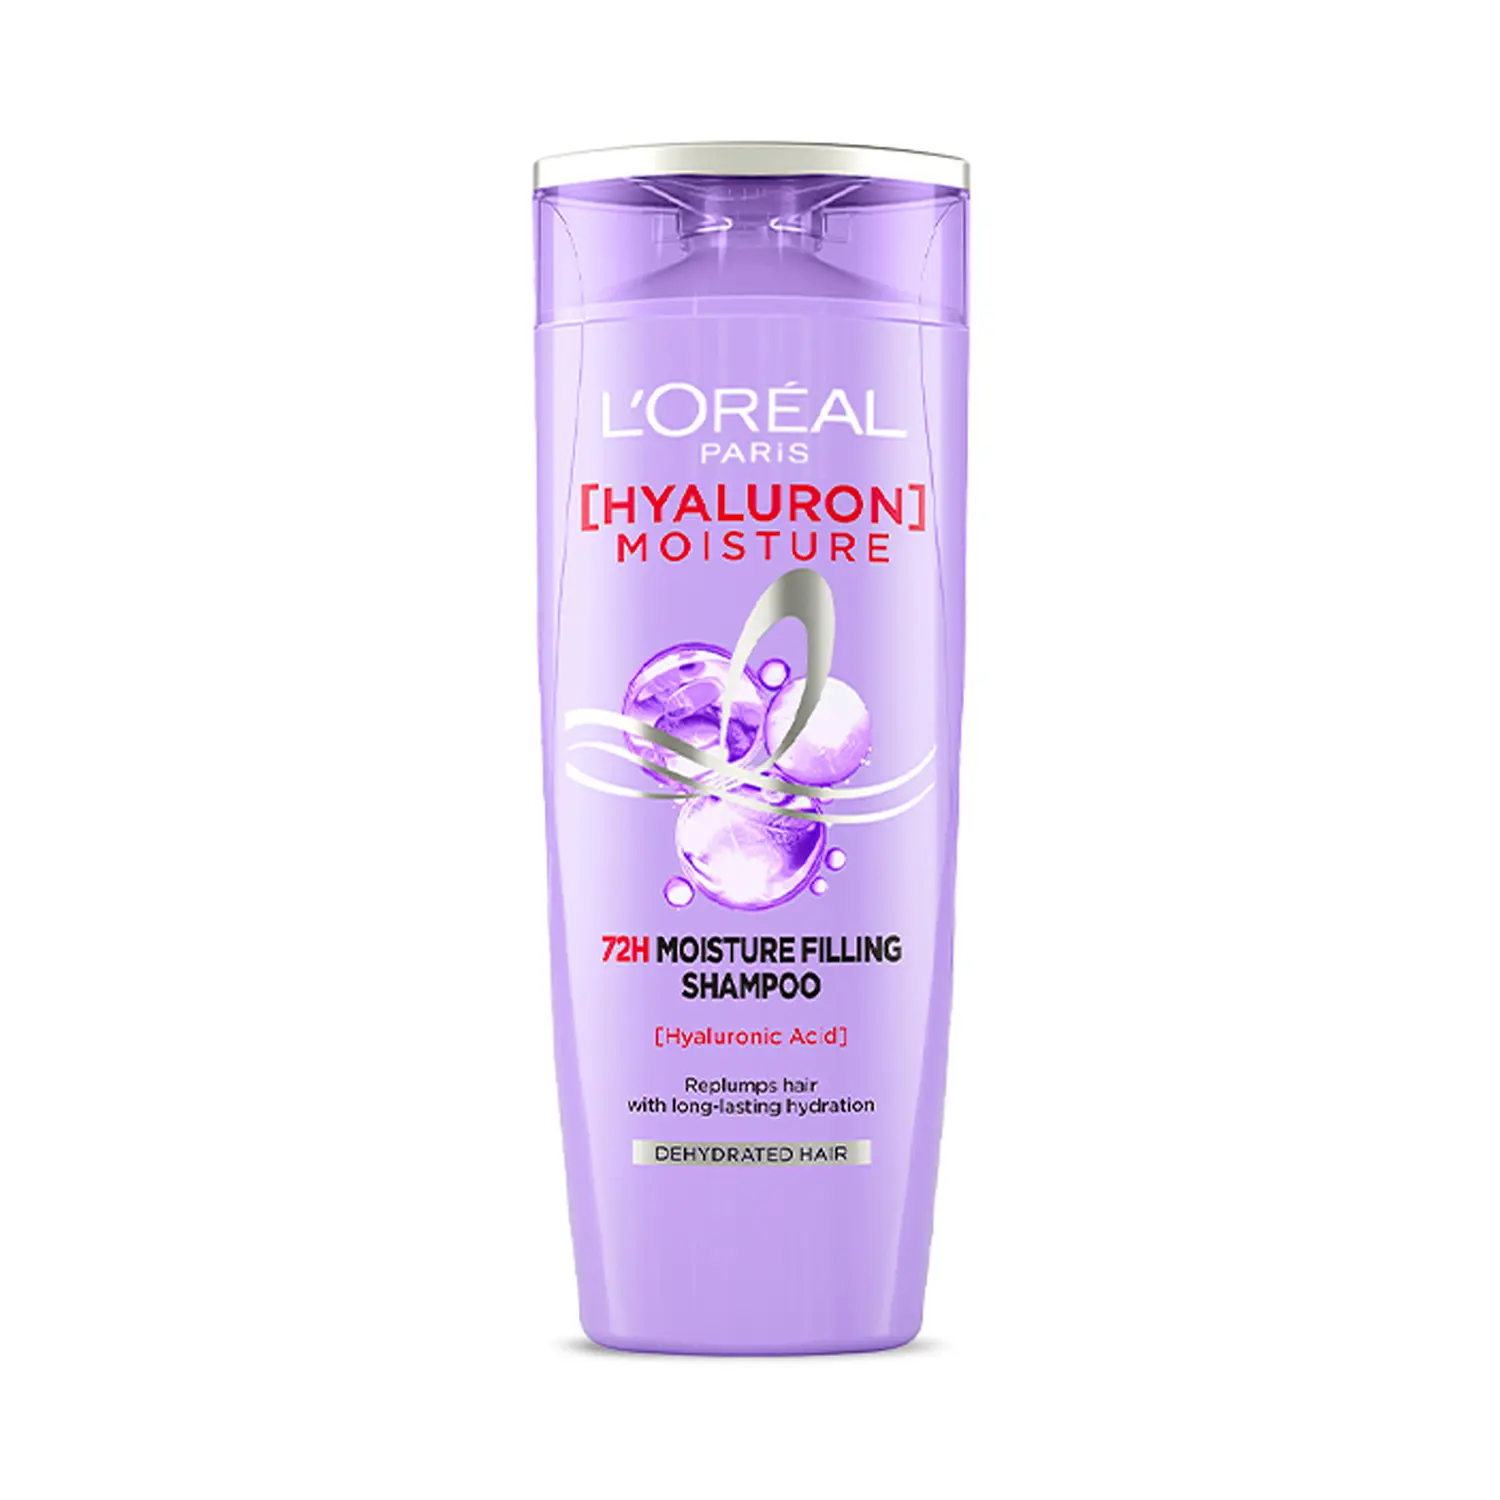 L'ORÉAL
PARIS
[HYALURON]
MOISTURE
72H MOISTURE FILLING
SHAMPOO
[Hyaluronic Acid]
Replumps hair
with long-lasting hydration
DEHYDRATED HAIR